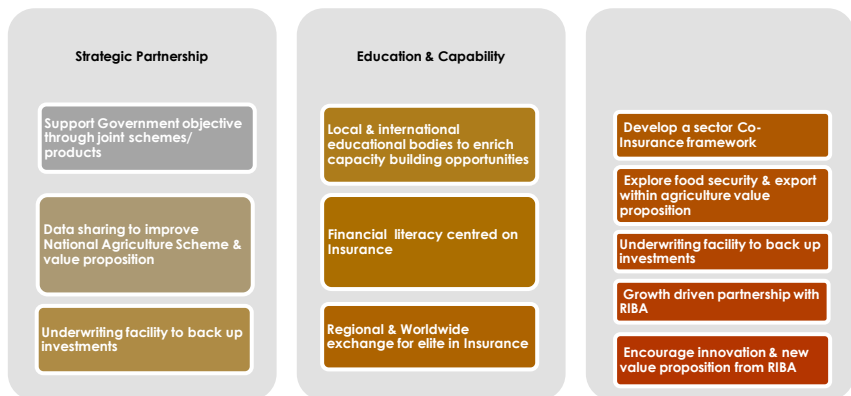 Strategic Partnership
Support Government objective
through joint schemes/
products
Data sharing to improve
National Agriculture Scheme &
value proposition
Underwriting facility to back up
investments
Education & Capability
Local & international
educational bodies to enrich
capacity building opportunities
Financial literacy centred on
Insurance
Regional & Worldwide
exchange for elite in Insurance
Develop a sector Co-
Insurance framework
Explore food security & export
within agriculture value
proposition
Underwriting facility to back up
investments
Growth driven partnership with
RIBA
Encourage innovation & new
value proposition from RIBA